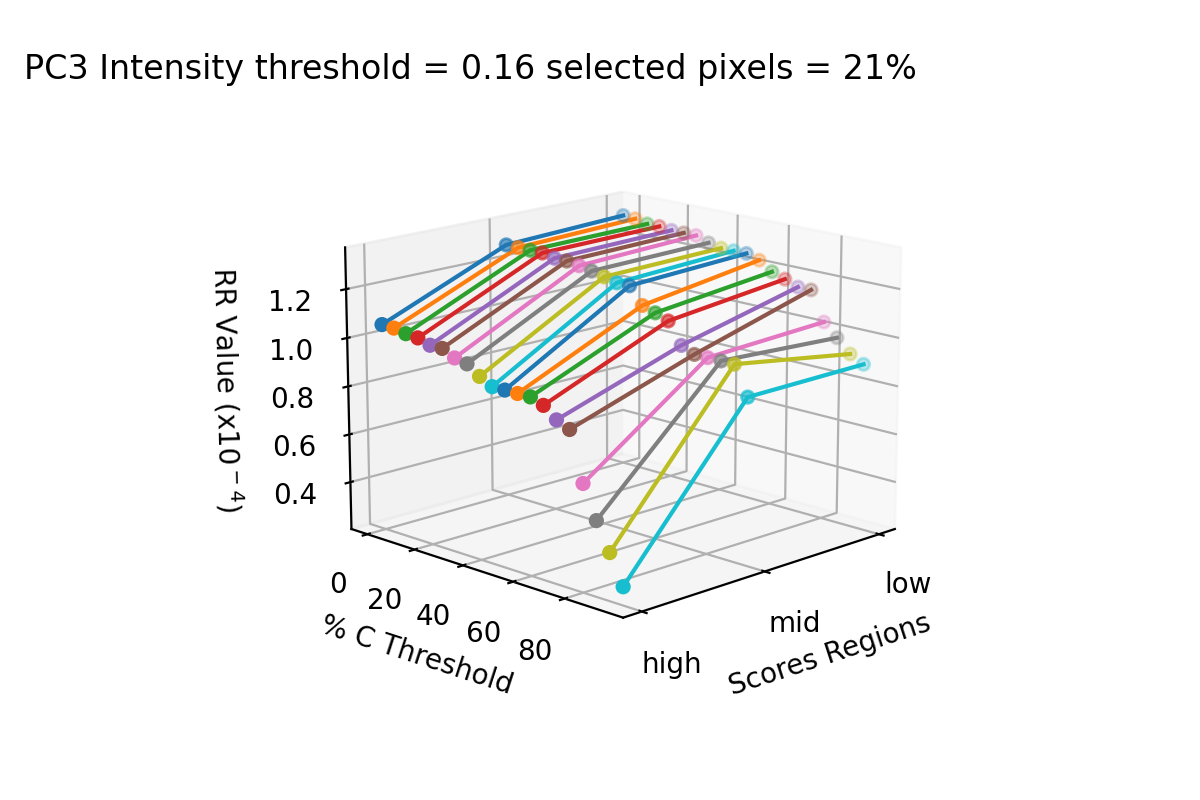 PC3 Intensity threshold = 0.16 selected pixels = 21%
RR Value (x10⁻⁴)
1.2
1.0
0.8
0.6
0.4
0
20
40
60
80
% C Threshold
high
mid
low
Scores Regions